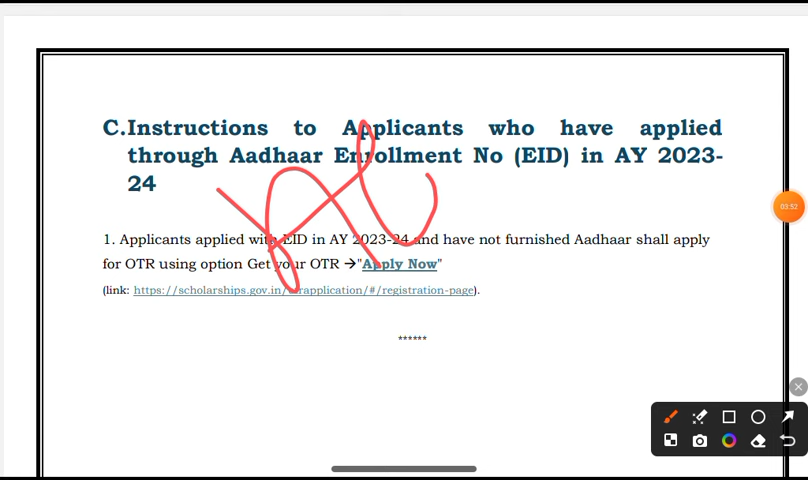 C.Instructions to Applicants who have applied
through Aadhaar Enrollment No (EID) in AY 2023-
24
1. Applicants applied with EID in AY 2023-24 and have not furnished Aadhaar shall apply
for OTR using option Get your OTR →"Apply Now"
(link: https://scholarships.gov.in/otrapplication/#/registration-page).
******
03:52